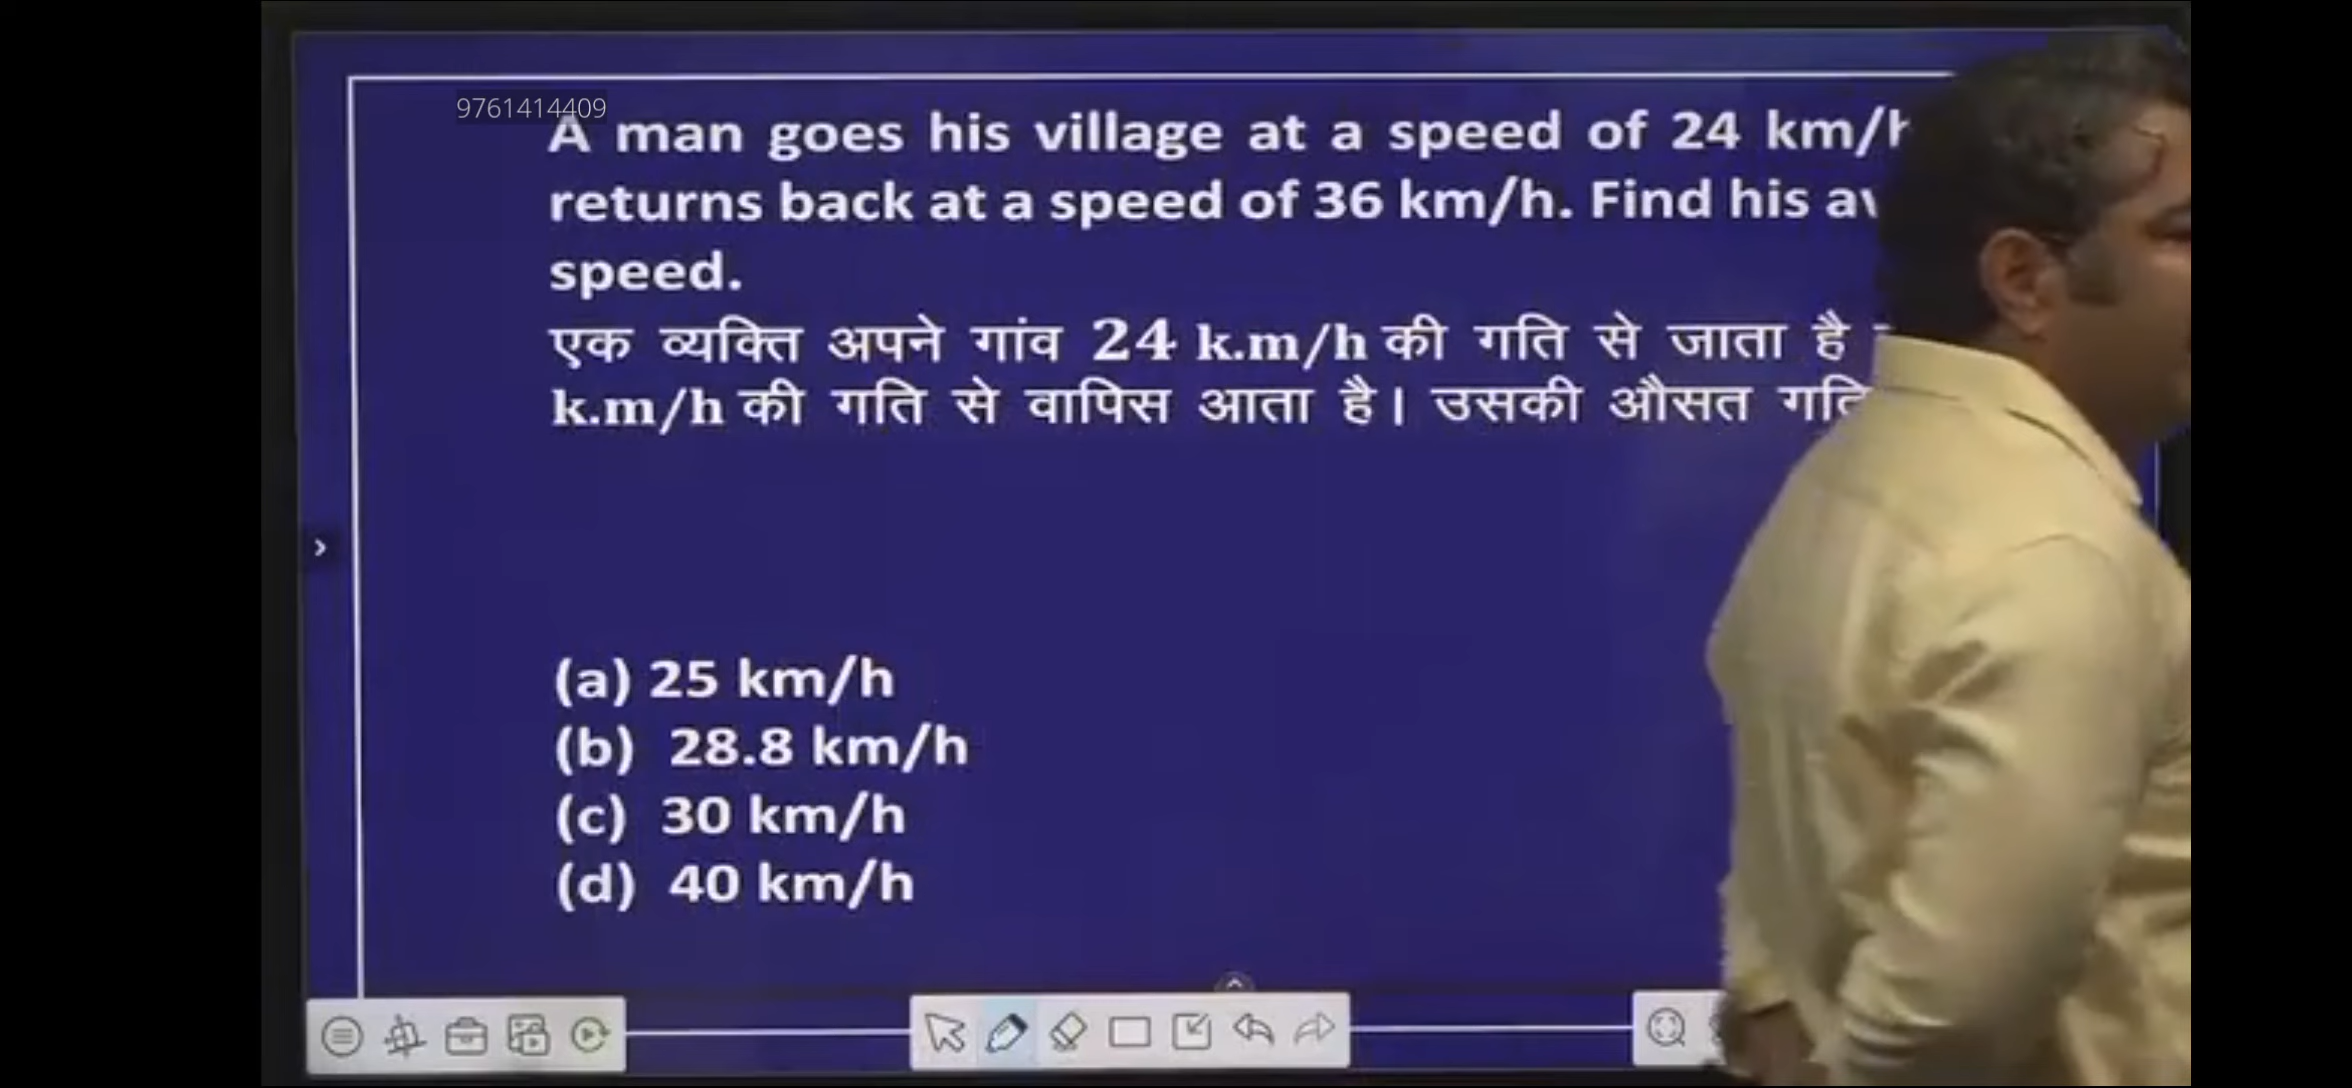 9761414409
A man goes his village at a speed of 24
returns back at a speed of 36 km/h. Find his
speed.
एक व्यक्ति अपने गांव 24 k.m/h की गति से जाता है
k.m/h की गति से वापिस आता है। उसकी औसत
(a) 25 km/h
(b) 28.8 km/h
(c) 30 km/h
(d) 40 km/h